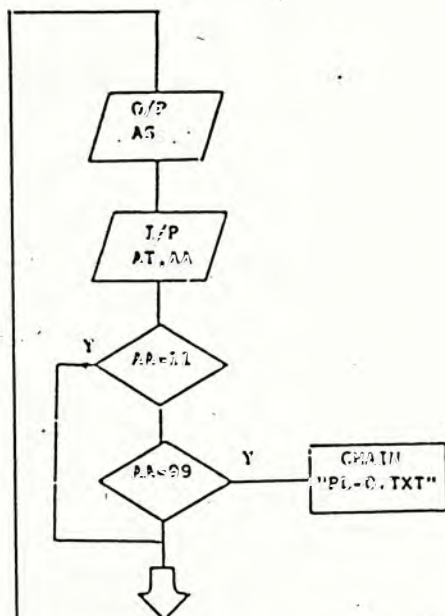 O/P
AS
I/P
AT,AA
Y
AA=11
AA=99
Y
CHAIN
"PL-0.TXT"